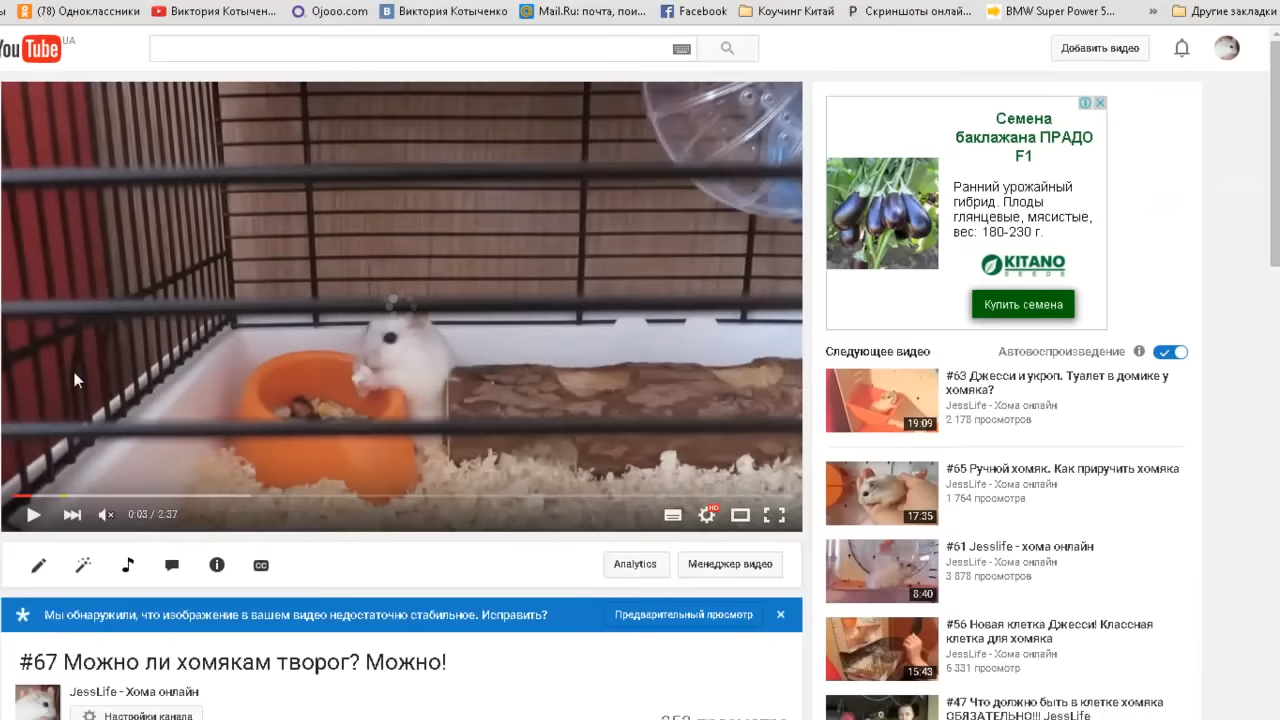 (78) Одноклассники
Виктория Котычен...
Ojooo.com
Виктория Котыченко
Mail.Ru: почта, пои...
Facebook
Коучинг Китай
Скриншоты онлай...
BMW Super Power 5...
»
Другие закладки
You Tube UA
Добавить видео
Семена
баклажана ПРАДО
F1
Ранний урожайный
гибрид. Плоды
глянцевые, мясистые,
вес: 180-230 г.
KITANO
SEEDS
Купить семена
Следующее видео
Автовоспроизведение
#63 Джесси и укроп. Туалет в домике у
хомяка?
JessLife - Хома онлайн
2 178 просмотров
19:09
#65 Ручной хомяк. Как приручить хомяка
JessLife - Хома онлайн
1 764 просмотра
17:35
#61 Jesslife - хома онлайн
JessLife - Хома онлайн
3 878 просмотров
8:40
#56 Новая клетка Джесси! Классная
клетка для хомяка
JessLife - Хома онлайн
6 331 просмотр
15:43
#47 Что должно быть в клетке хомяка
ОБЯЗАТЕЛЬНО!!! JessLife
0:03 / 2:37
HD
CC
Analytics
Менеджер видео
Мы обнаружили, что изображение в вашем видео недостаточно стабильное. Исправить?
Предварительный просмотр
#67 Можно ли хомякам творог? Можно!
JessLife - Хома онлайн
Настройки канала